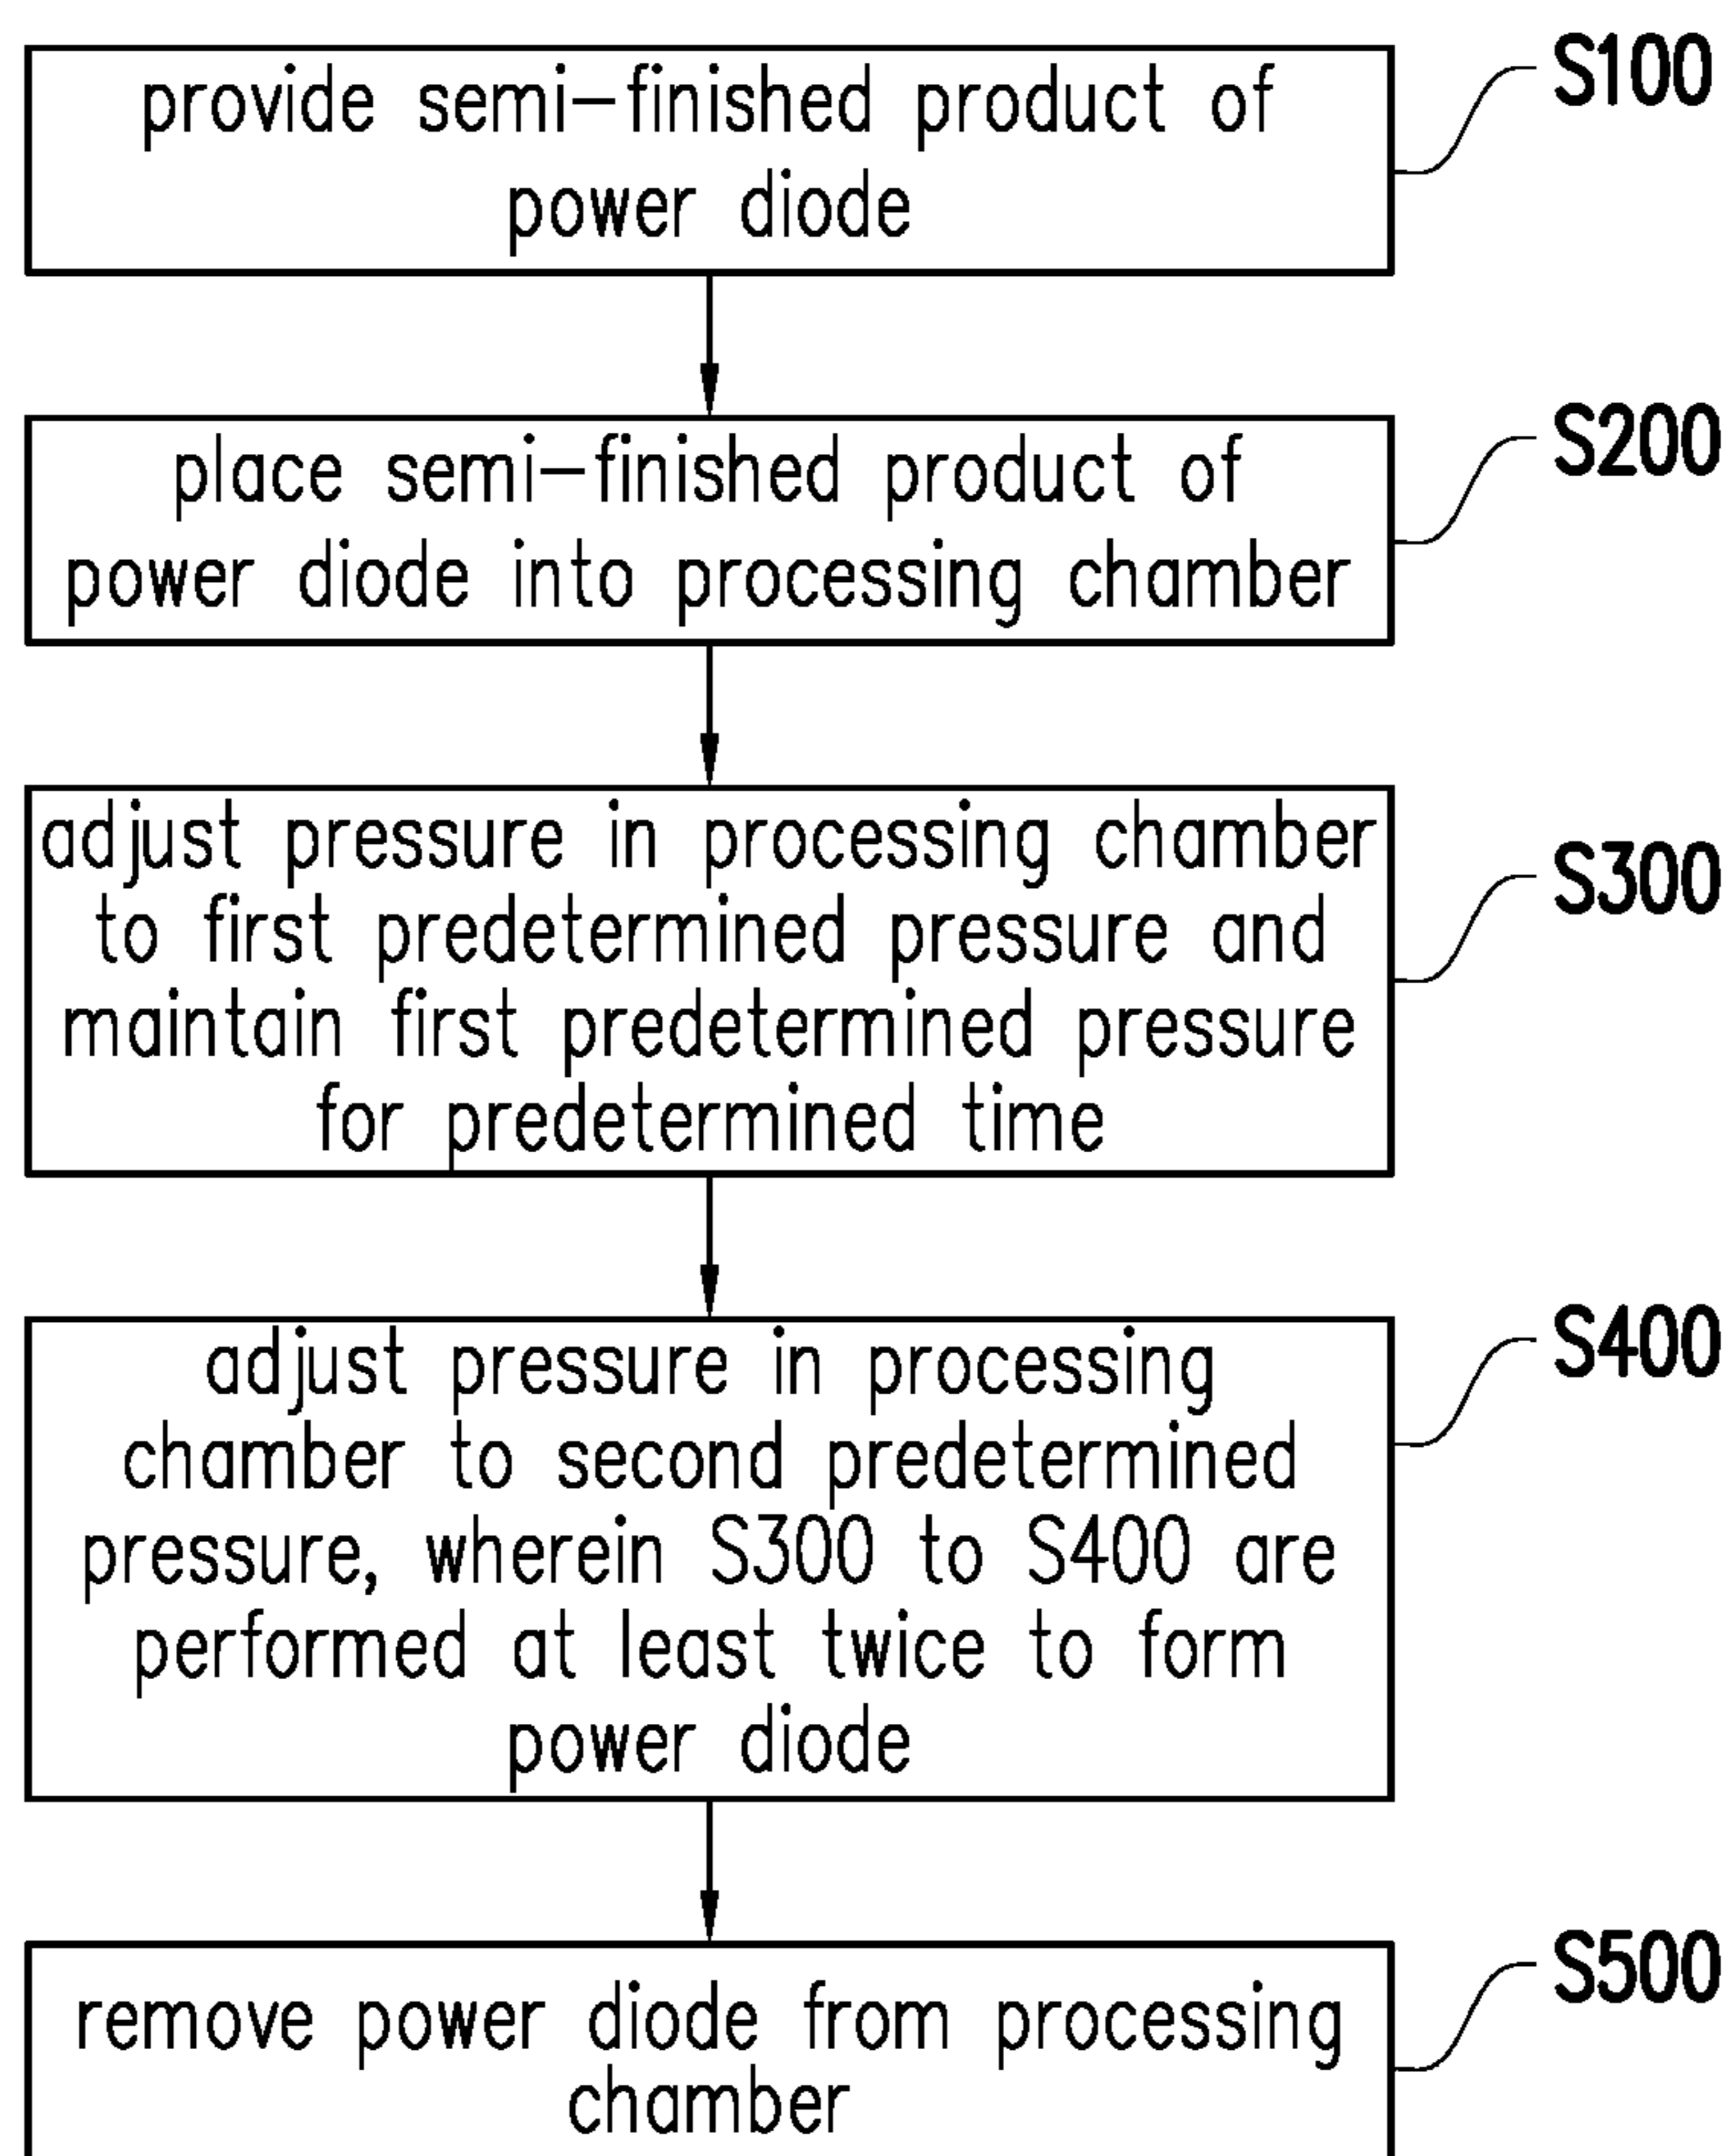 provide semi-finished product of
power diode
S100
place semi-finished product of
power diode into processing chamber
S200
adjust pressure in processing chamber
to first predetermined pressure and
maintain first predetermined pressure
for predetermined time
S300
adjust pressure in processing
chamber to second predetermined
pressure, wherein S300 to S400 are
performed at least twice to form
power diode
S400
remove power diode from processing
chamber
S500